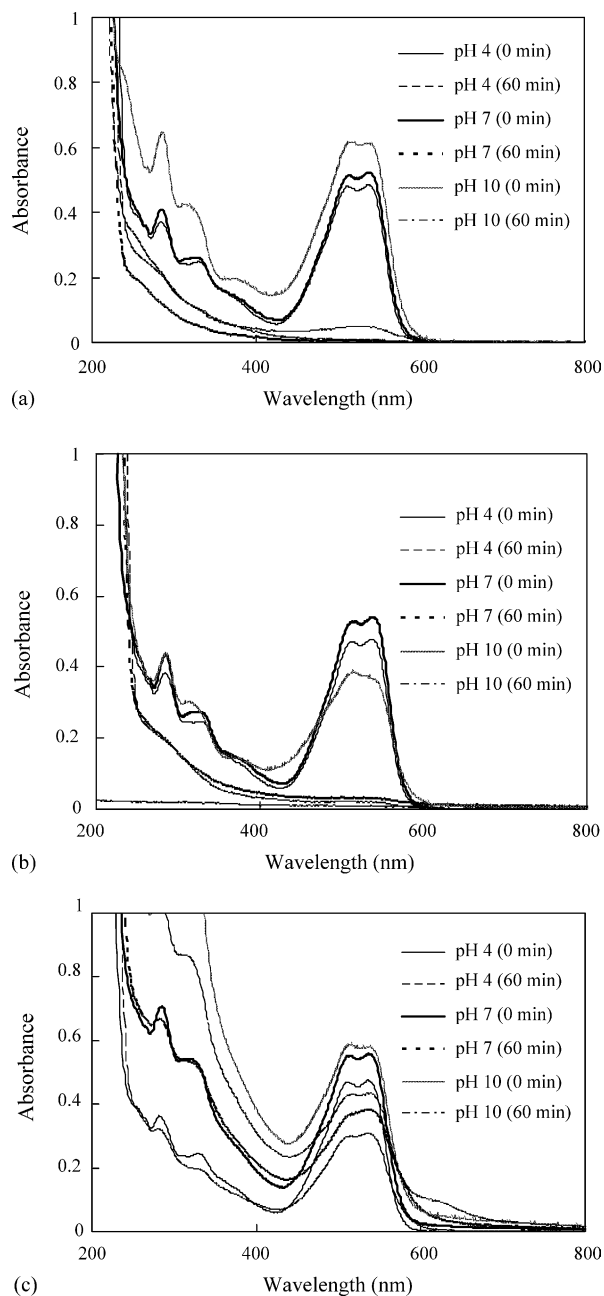 1
pH 4 (0 min)
pH 4 (60 min)
0.8
pH 7 (0 min)
pH 7 (60 min)
0.6
pH 10 (0 min)
pH 10 (60 min)
0.4
0.2
0
Absorbance
200
400
600
800
Wavelength (nm)
(a)
1
pH 4 (0 min)
0.8
pH 4 (60 min)
pH 7 (0 min)
0.6
pH 7 (60 min)
pH 10 (0 min)
0.4
pH 10 (60 min)
0.2
0
Absorbance
200
400
600
800
Wavelength (nm)
(b)
1
pH 4 (0 min)
0.8
pH 4 (60 min)
pH 7 (0 min)
0.6
pH 7 (60 min)
pH 10 (0 min)
0.4
pH 10 (60 min)
0.2
0
Absorbance
200
400
600
800
Wavelength (nm)
(c)